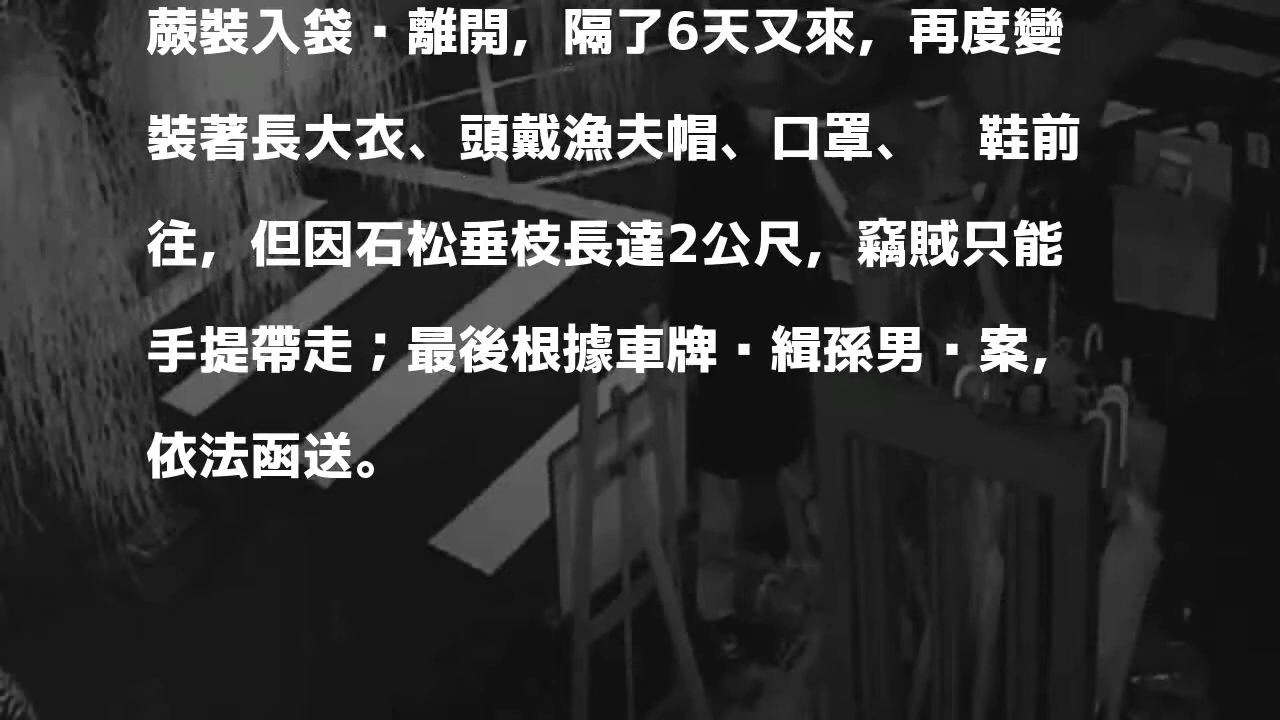 蕨裝入袋·離開，隔了6天又來，再度變
裝著長大衣、頭戴漁夫帽、口罩、　鞋前
往，但因石松垂枝長達2公尺，竊賊只能
手提帶走；最後根據車牌·緝孫男·案，
依法函送。